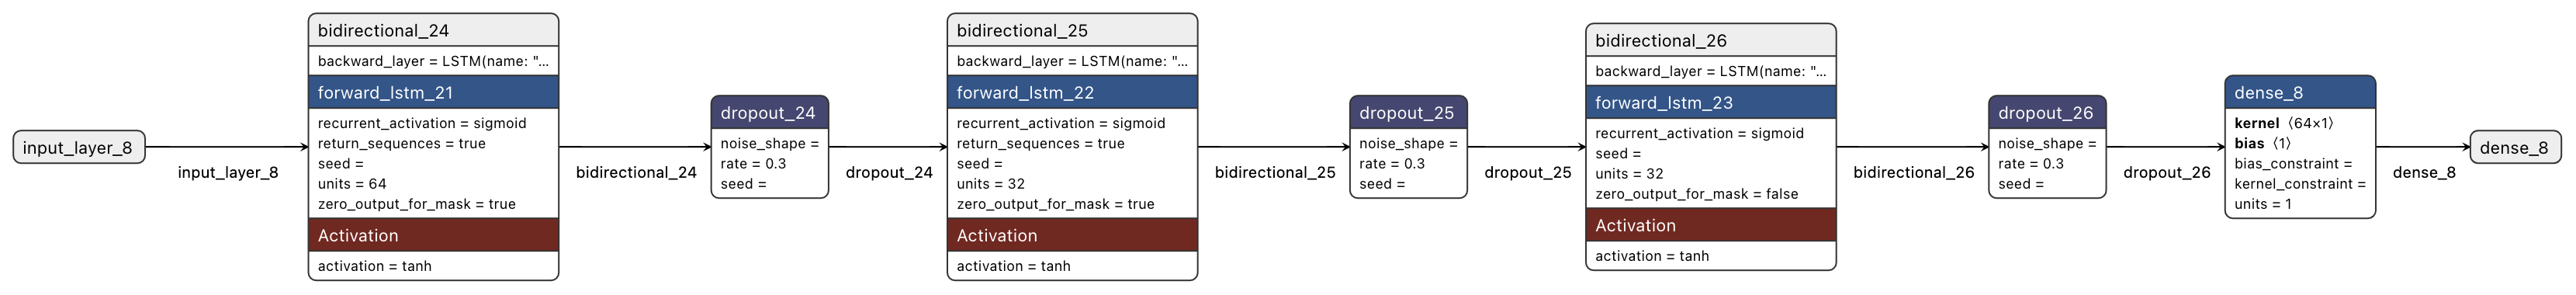 input_layer_8
input_layer_8
bidirectional_24
backward_layer = LSTM(name: "...
forward_lstm_21
recurrent_activation = sigmoid
return_sequences = true
seed =
units = 64
zero_output_for_mask = true
Activation
activation = tanh
bidirectional_24
dropout_24
noise_shape =
rate = 0.3
seed =
dropout_24
bidirectional_25
backward_layer = LSTM(name: "...
forward_lstm_22
recurrent_activation = sigmoid
return_sequences = true
seed =
units = 32
zero_output_for_mask = true
Activation
activation = tanh
bidirectional_25
dropout_25
noise_shape =
rate = 0.3
seed =
dropout_25
bidirectional_26
backward_layer = LSTM(name: "...
forward_lstm_23
recurrent_activation = sigmoid
seed =
units = 32
zero_output_for_mask = false
Activation
activation = tanh
bidirectional_26
dropout_26
noise_shape =
rate = 0.3
seed =
dropout_26
dense_8
kernel ⟨64×1⟩
bias ⟨1⟩
bias_constraint =
kernel_constraint =
units = 1
dense_8
dense_8